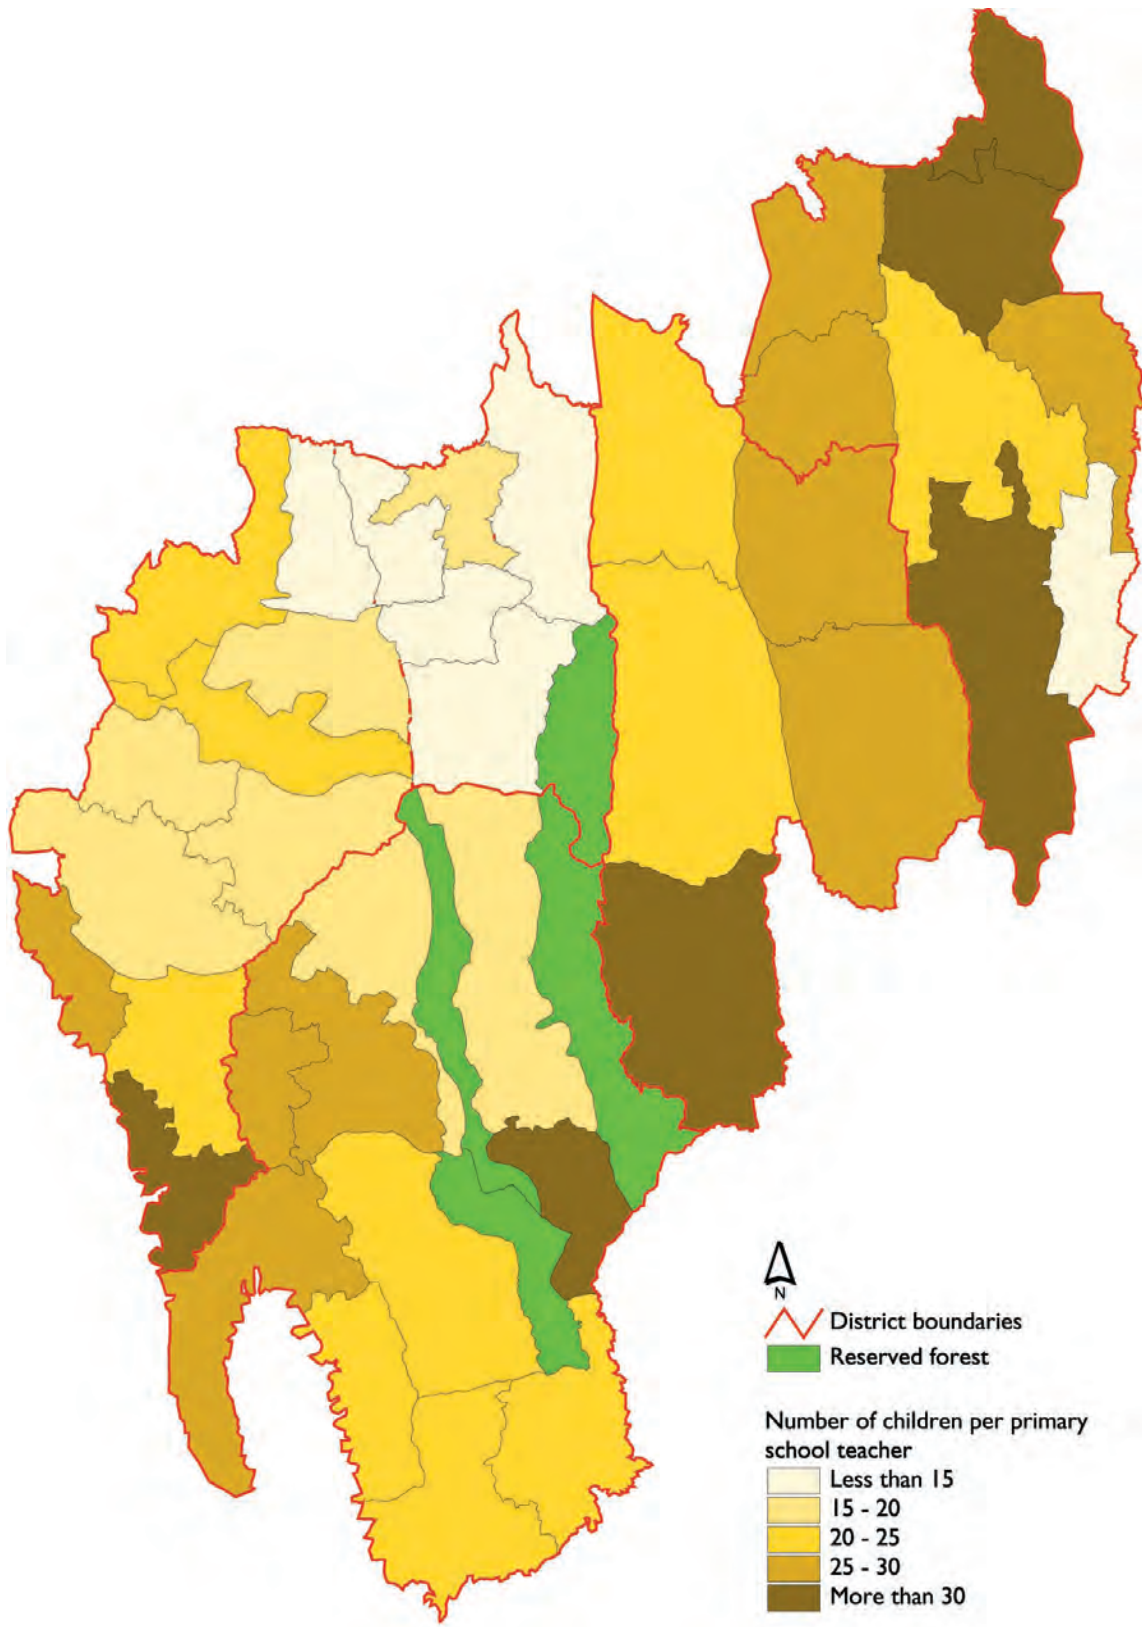 N
District boundaries
Reserved forest
Number of children per primary
school teacher
Less than 15
15 - 20
20 - 25
25 - 30
More than 30